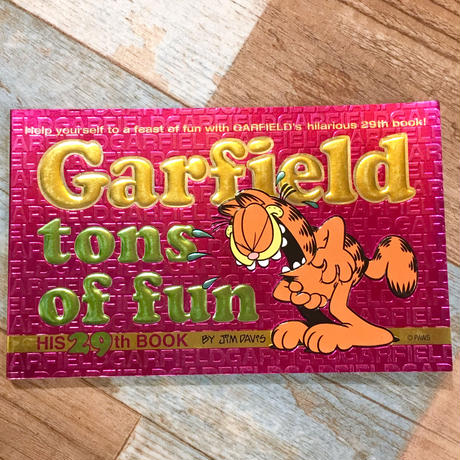 Help yourself to a feast of fun with GARFIELD's hilarious 29th book!
Garfield
tons
of fun
HIS 29th BOOK BY JIM DAVIS © PAWS